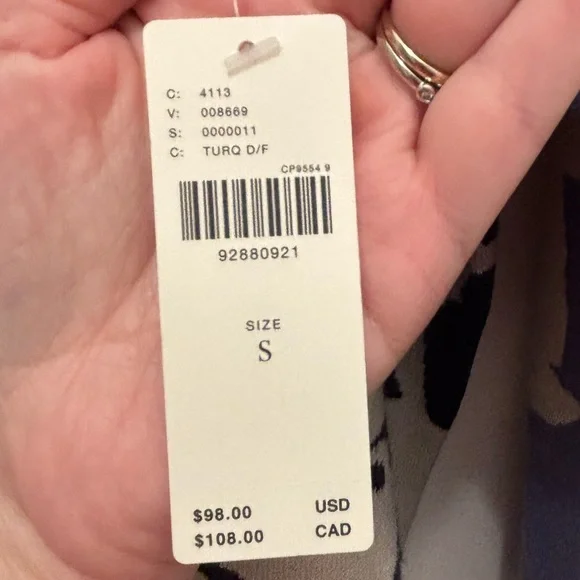 C: 4113
V: 008669
S: 0000011
C: TURQ D/F
CP9554 9
92880921
SIZE
S
$98.00 USD
$108.00 CAD